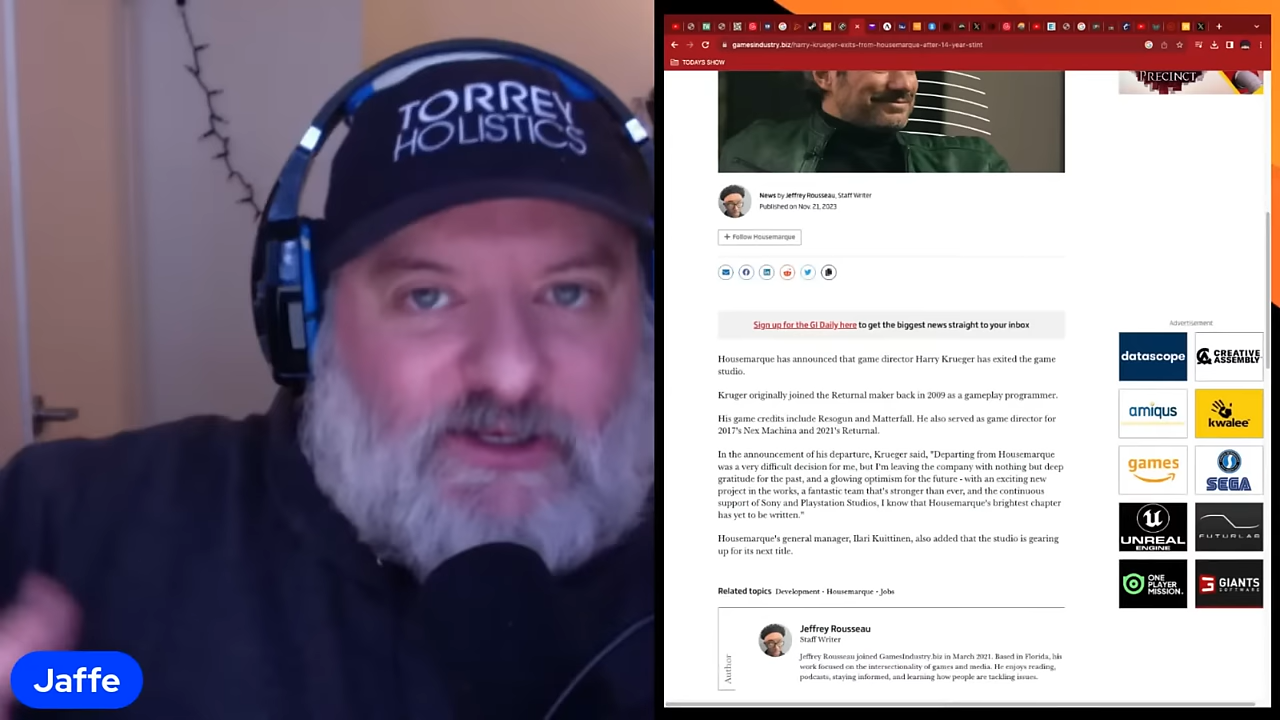 TORREY
HOLISTICS
Jaffe
gamesindustry.biz/harry-krueger-exits-from-housemarque-after-14-year-stint
TODAYS SHOW
PRECINCT
News by Jeffrey Rousseau, Staff Writer
Published on Nov. 21, 2023
+ Follow Housemarque
Sign up for the GI Daily here to get the biggest news straight to your inbox
Housemarque has announced that game director Harry Krueger has exited the game
studio.
Kruger originally joined the Returnal maker back in 2009 as a gameplay programmer.
His game credits include Resogun and Matterfall. He also served as game director for
2017's Nex Machina and 2021's Returnal.
In the announcement of his departure, Krueger said, "Departing from Housemarque
was a very difficult decision for me, but I'm leaving the company with nothing but deep
gratitude for the past, and a glowing optimism for the future - with an exciting new
project in the works, a fantastic team that's stronger than ever, and the continuous
support of Sony and Playstation Studios, I know that Housemarque's brightest chapter
has yet to be written."
Housemarque's general manager, Ilari Kuittinen, also added that the studio is gearing
up for its next title.
Related topics Development • Housemarque • Jobs
Author
Jeffrey Rousseau
Staff Writer
Jeffrey Rousseau joined GamesIndustry.biz in March 2021. Based in Florida, his
work focused on the intersectionality of games and media. He enjoys reading,
podcasts, staying informed, and learning how people are tackling issues.
Advertisement
datascope
CREATIVE
ASSEMBLY
amiqus
kwalee
games
SEGA
UNREAL
ENGINE
FUTURLAB
ONE
PLAYER
MISSION.
GIANTS
SOFTWARE